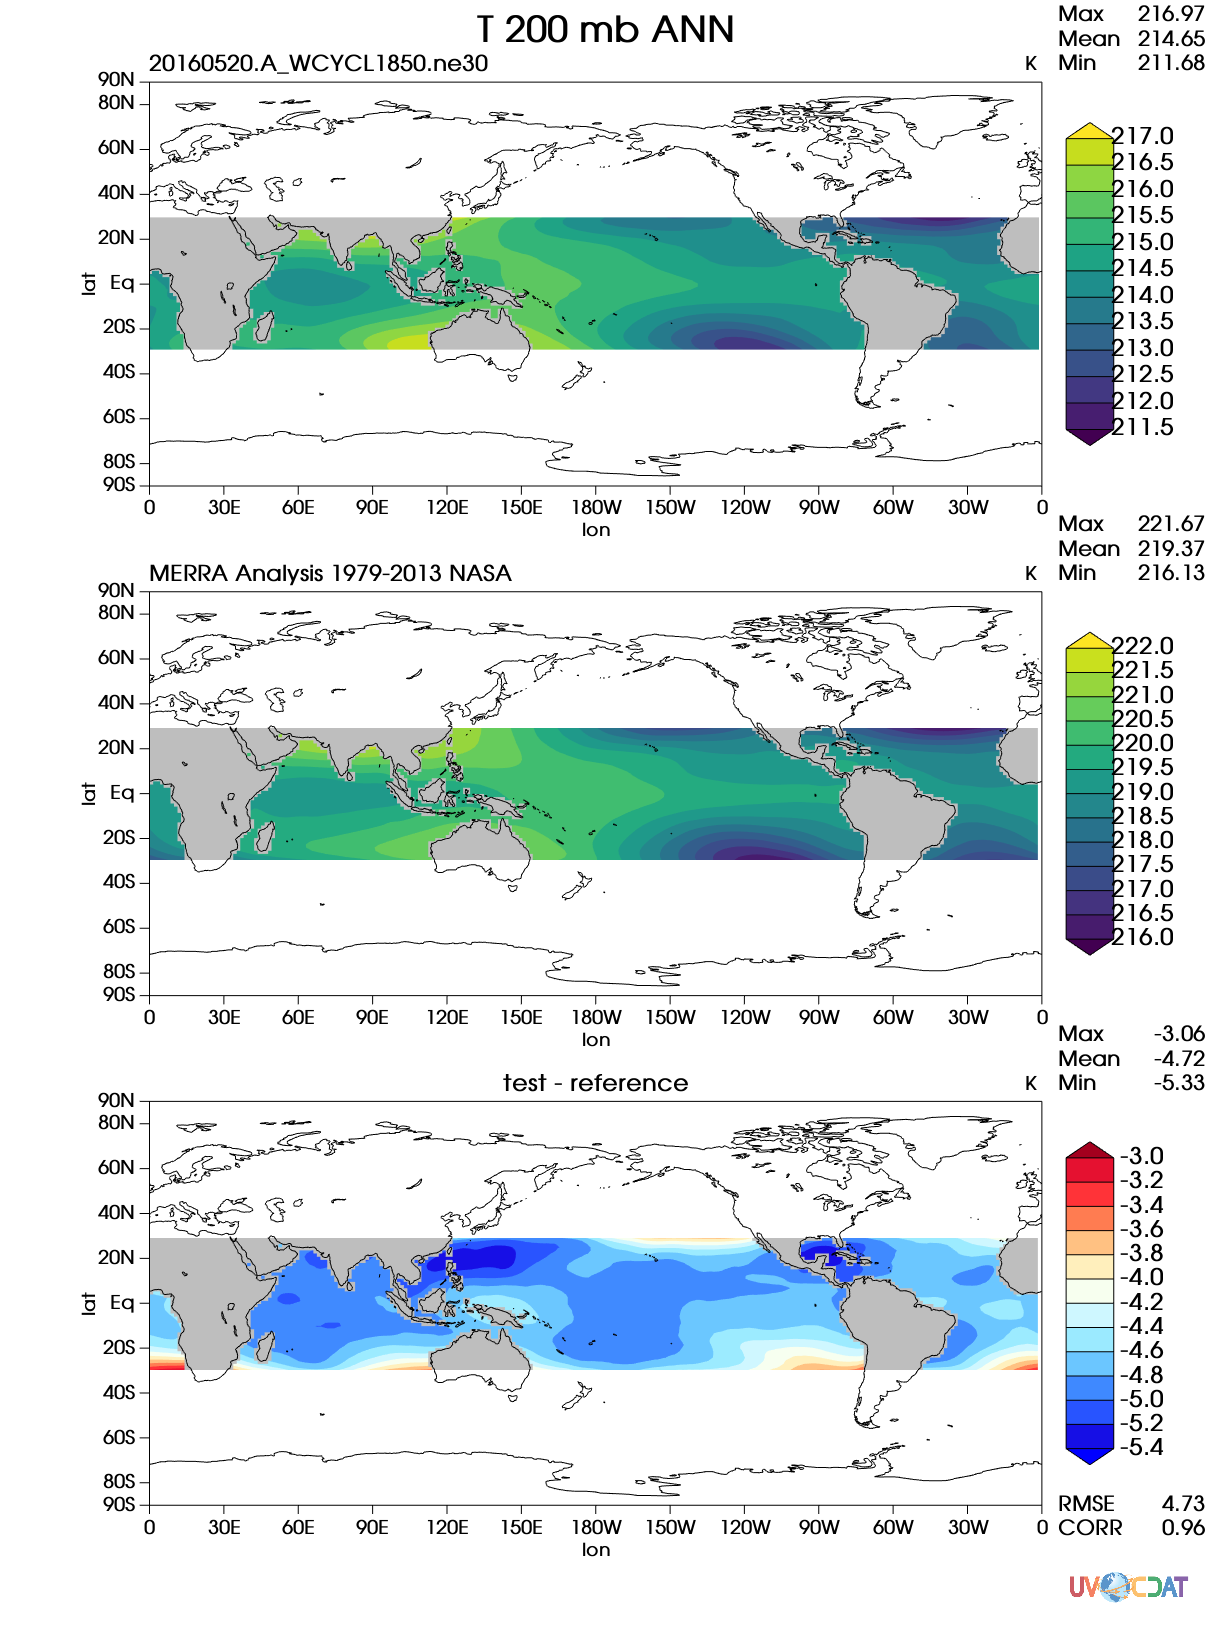 T 200 mb ANN
Max 216.97
Mean 214.65
Min 211.68
20160520.A_WCYCL1850.ne30
K
90N
80N
60N
40N
20N
Eq
20S
40S
60S
80S
90S
lat
0 30E 60E 90E 120E 150E 180W 150W 120W 90W 60W 30W 0
lon
217.0
216.5
216.0
215.5
215.0
214.5
214.0
213.5
213.0
212.5
212.0
211.5
Max 221.67
Mean 219.37
Min 216.13
MERRA Analysis 1979-2013 NASA
K
90N
80N
60N
40N
20N
Eq
20S
40S
60S
80S
90S
lat
0 30E 60E 90E 120E 150E 180W 150W 120W 90W 60W 30W 0
lon
222.0
221.5
221.0
220.5
220.0
219.5
219.0
218.5
218.0
217.5
217.0
216.5
216.0
Max -3.06
Mean -4.72
Min -5.33
test - reference
K
90N
80N
60N
40N
20N
Eq
20S
40S
60S
80S
90S
lat
0 30E 60E 90E 120E 150E 180W 150W 120W 90W 60W 30W 0
lon
-3.0
-3.2
-3.4
-3.6
-3.8
-4.0
-4.2
-4.4
-4.6
-4.8
-5.0
-5.2
-5.4
RMSE 4.73
CORR 0.96
UV CDAT